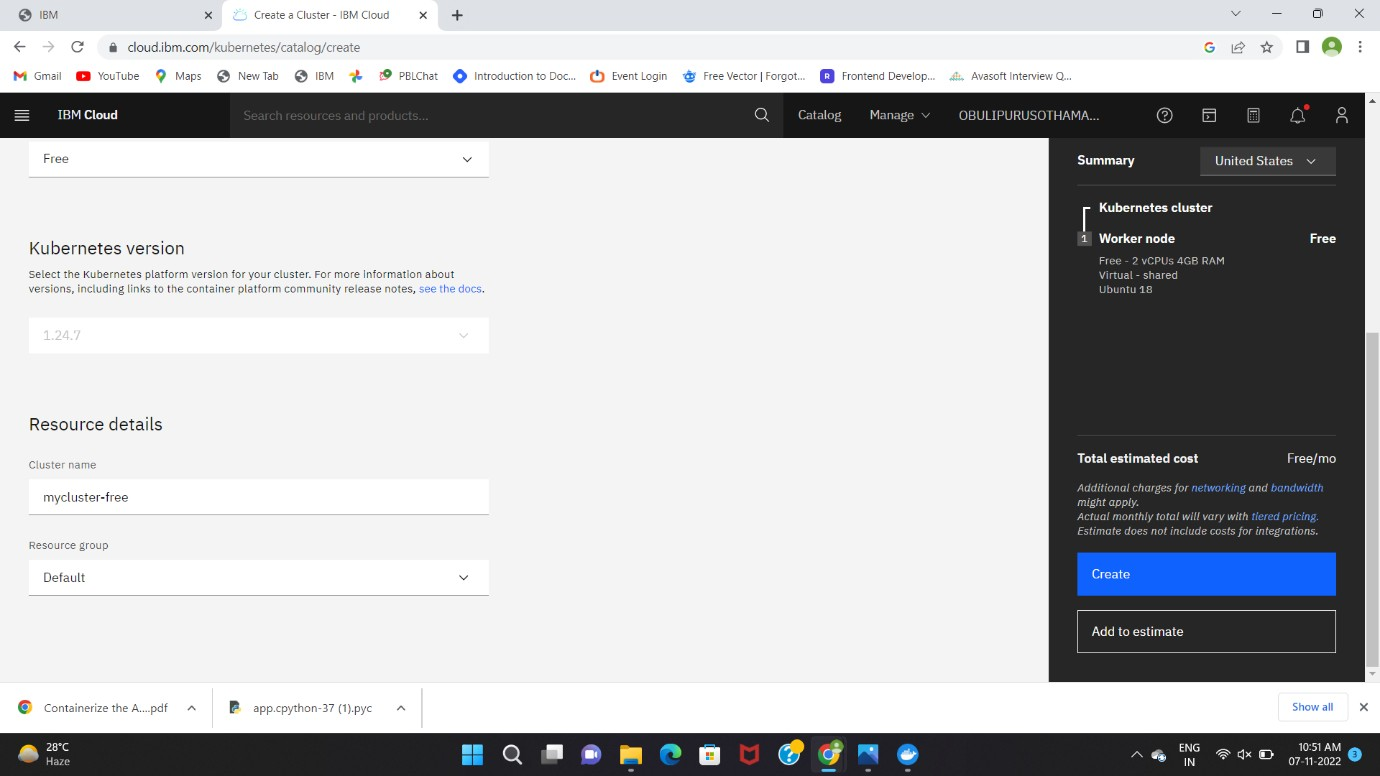 IBM
Create a Cluster - IBM Cloud
cloud.ibm.com/kubernetes/catalog/create
Gmail
YouTube
Maps
New Tab
IBM
PBLChat
Introduction to Doc...
Event Login
Free Vector | Forgot...
Frontend Develop...
Avasoft Interview Q...
IBM Cloud
Search resources and products...
Catalog
Manage
OBULIPURUSOTHAMA...
Free
Kubernetes version
Select the Kubernetes platform version for your cluster. For more information about
versions, including links to the container platform community release notes, see the docs.
1.24.7
Resource details
Cluster name
mycluster-free
Resource group
Default
Summary
United States
Kubernetes cluster
1 Worker node Free
Free - 2 vCPUs 4GB RAM
Virtual - shared
Ubuntu 18
Total estimated cost Free/mo
Additional charges for networking and bandwidth
might apply.
Actual monthly total will vary with tiered pricing.
Estimate does not include costs for integrations.
Create
Add to estimate
Containerize the A....pdf
app.cpython-37 (1).pyc
Show all
28°C
Haze
ENG
IN
10:51 AM
07-11-2022
3